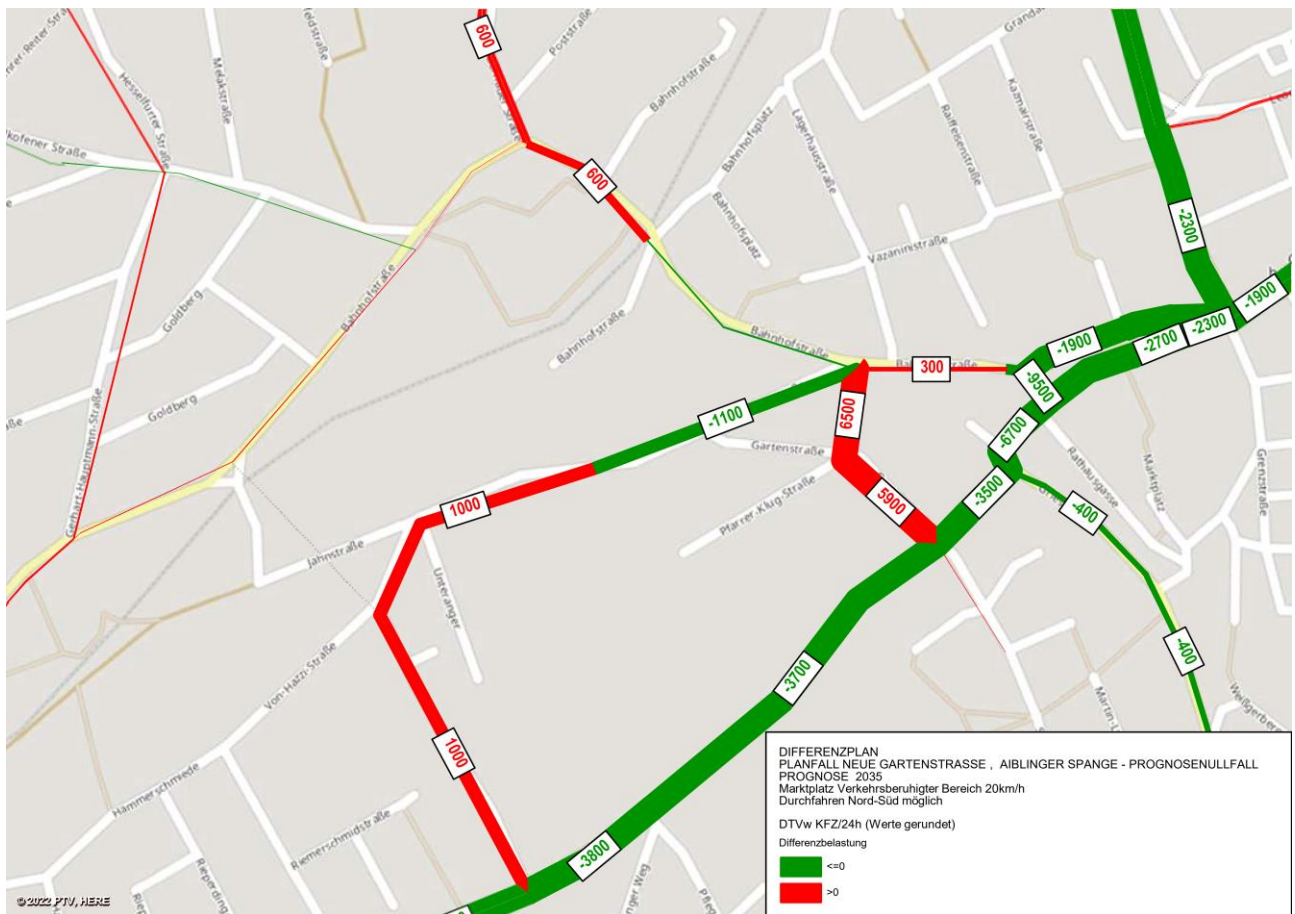 Hesselfurter Straße
Melakstraße
600
Poststraße
Bahnhofstraße
Bahnhofsplatz
Lagerhausstraße
Raiffeisenstraße
Kazmairstraße
600
-2300
Bahnhofsplatz
Vazaninistraße
Goldberg
Bahnhofstraße
Bahnhofstraße
Bahnhofstraße
-1900
-2700
-2300
-1900
300
-9500
Goldberg
-1100
6500
-6700
Gerhart-Hauptmann-Straße
Gartenstraße
Rathausgasse
Marktplatz
Grenzstraße
1000
Pfarrer-Klug-Straße
5900
-3500
-400
Jahnstraße
Unteranger
-400
Von-Hazzi-Straße
-3700
1000
Hammerschmiede
Riemerschmidstraße
-3800
DIFFERENZPLAN
PLANFALL NEUE GARTENSTRASSE , AIBLINGER SPANGE - PROGNOSENULLFALL
PROGNOSE 2035
Marktplatz Verkehrsberuhigter Bereich 20km/h
Durchfahren Nord-Süd möglich
DTVw KFZ/24h (Werte gerundet)
Differenzbelastung
<=0
>0
© 2022 PTV, HERE